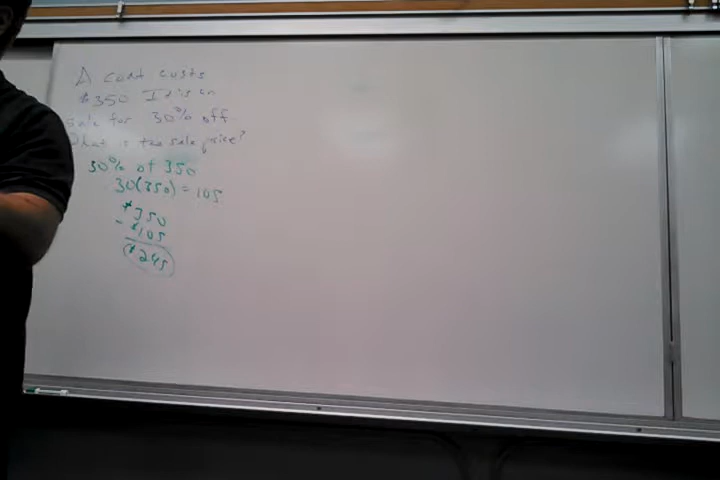 A coat costs
$350 It is on
sale for 30% off
What is the sale price?
30% of 350
30(350) = 105
$350
- $105
$245